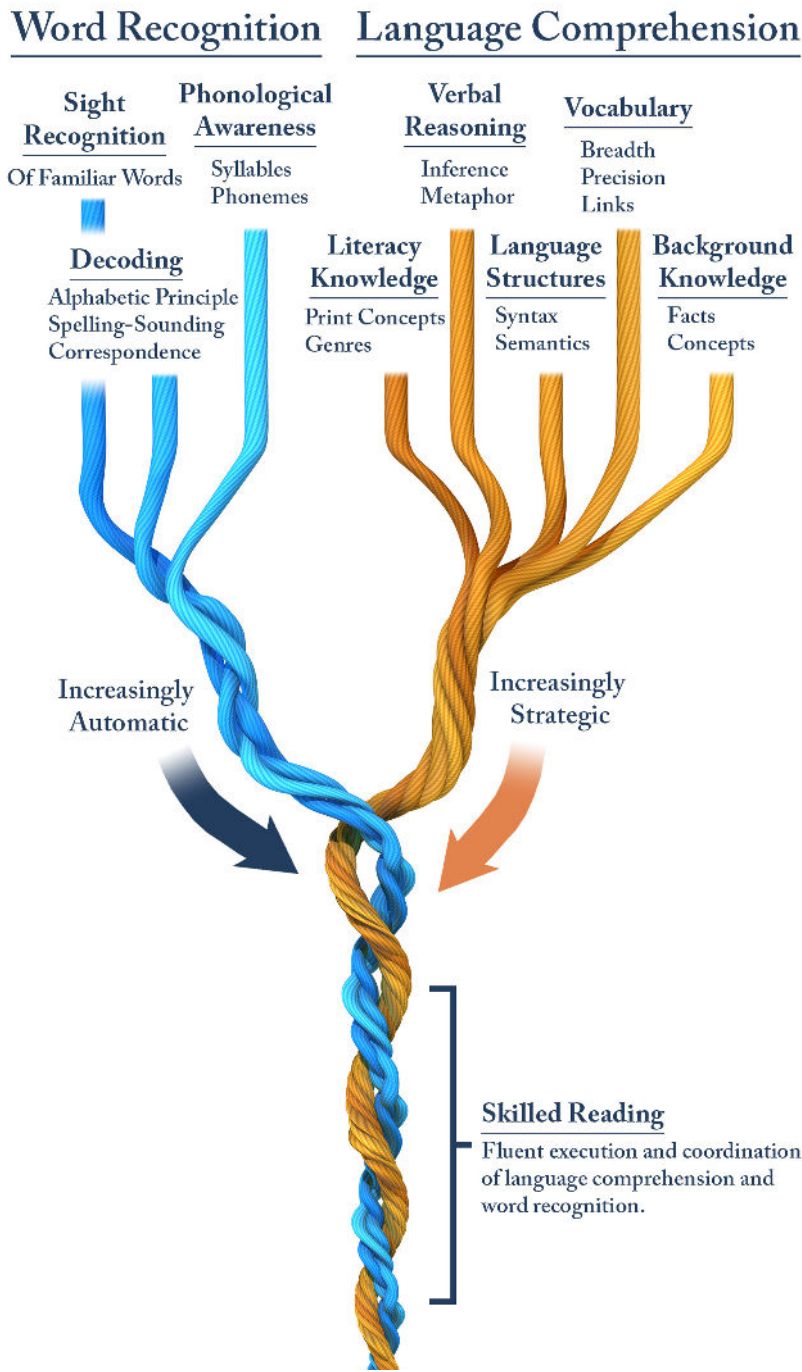 Word Recognition
Language Comprehension
Sight
Recognition
Of Familiar Words
Phonological
Awareness
Syllables
Phonemes
Decoding
Alphabetic Principle
Spelling-Sounding
Correspondence
Verbal
Reasoning
Inference
Metaphor
Vocabulary
Breadth
Precision
Links
Literacy
Knowledge
Print Concepts
Genres
Language
Structures
Syntax
Semantics
Background
Knowledge
Facts
Concepts
Increasingly
Automatic
Increasingly
Strategic
Skilled Reading
Fluent execution and coordination
of language comprehension and
word recognition.